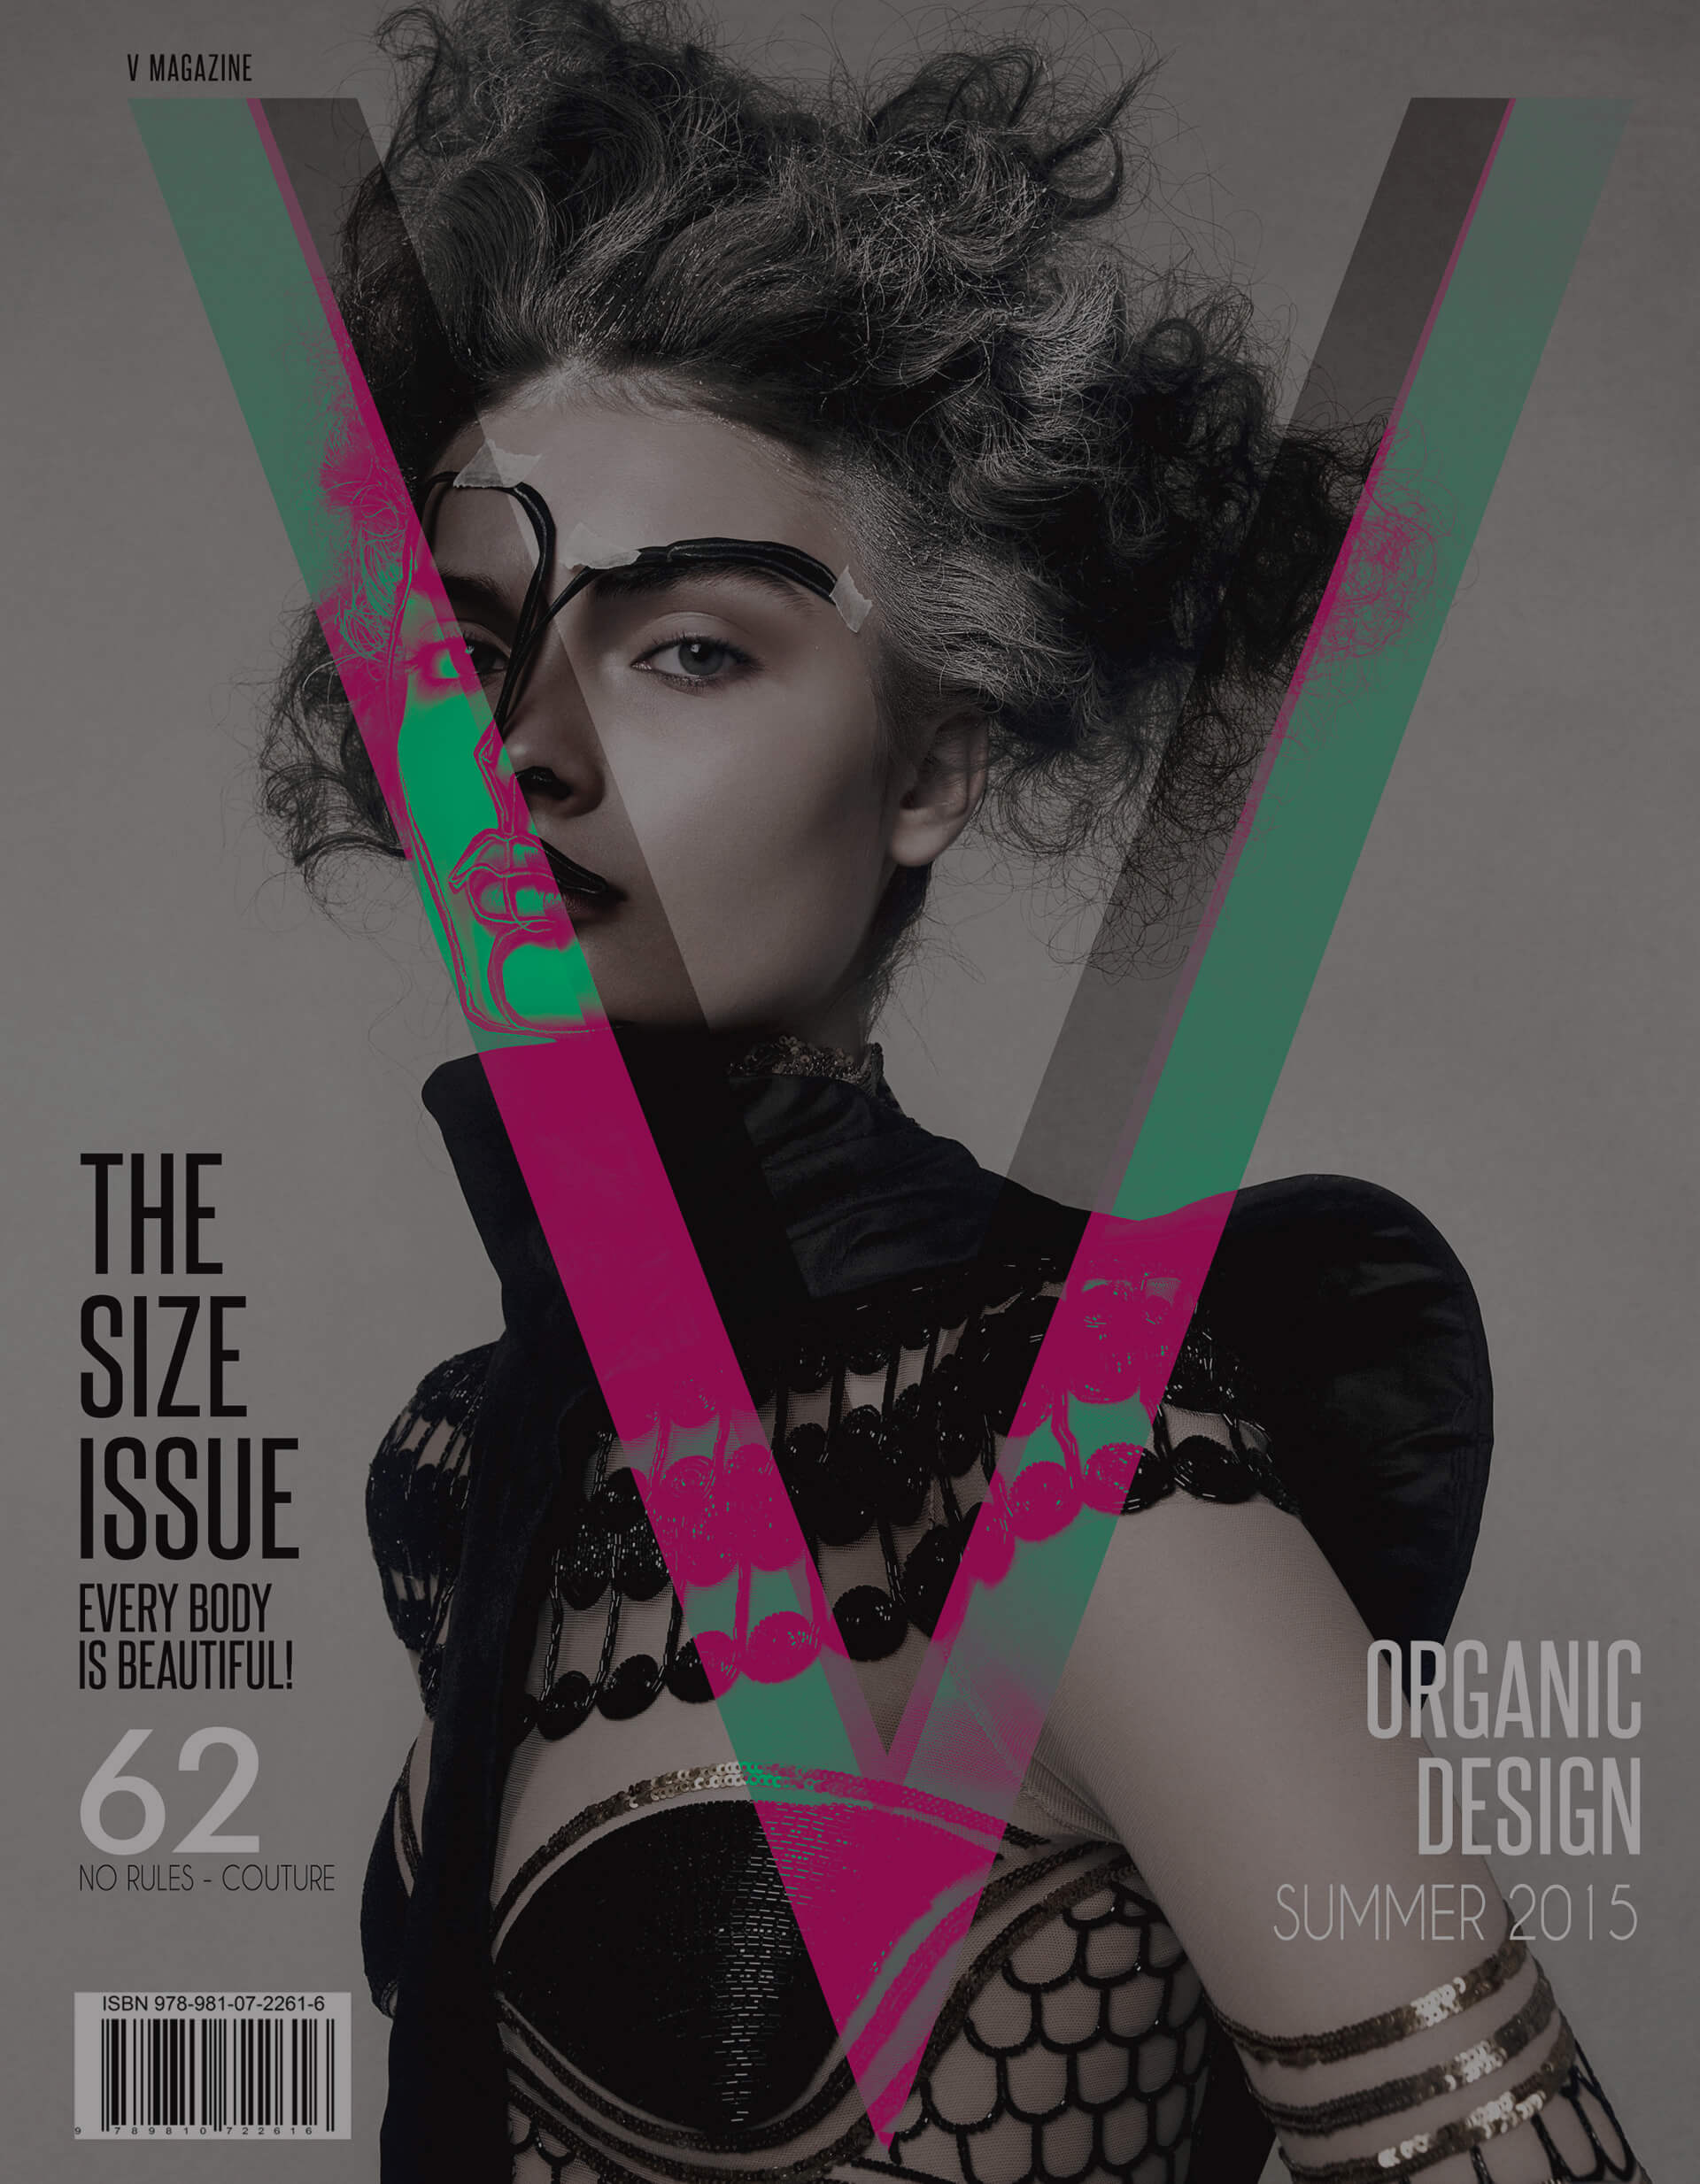 V MAGAZINE
V
THE
SIZE
ISSUE
EVERY BODY
IS BEAUTIFUL!
62
NO RULES - COUTURE
ORGANIC
DESIGN
SUMMER 2015
ISBN 978-981-07-2261-6
9 789810 722616